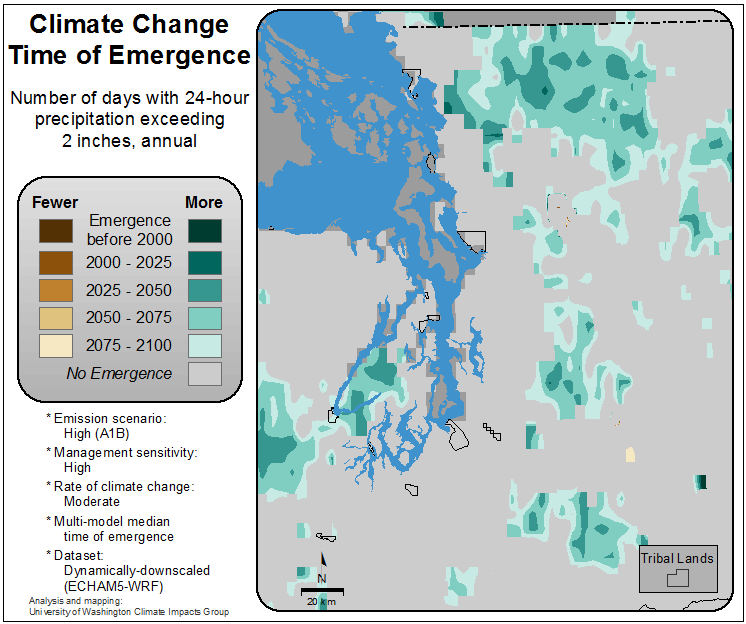 Climate Change
Time of Emergence
Number of days with 24-hour
precipitation exceeding
2 inches, annual
Fewer
More
Emergence
before 2000
2000 - 2025
2025 - 2050
2050 - 2075
2075 - 2100
No Emergence
* Emission scenario:
High (A1B)
* Management sensitivity:
High
* Rate of climate change:
Moderate
* Multi-model median
time of emergence
* Dataset:
Dynamically-downscaled
(ECHAM5-WRF)
Analysis and mapping:
University of Washington Climate Impacts Group
N
20 km
Tribal Lands